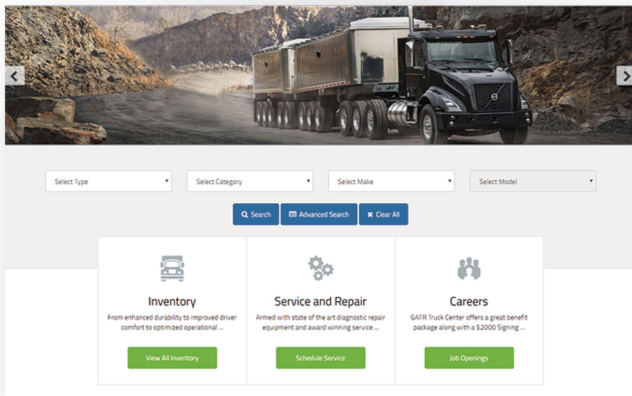 Select Type
Select Category
Select Make
Select Model
Search
Advanced Search
Clear All
Inventory
From enhanced durability to improved driver
comfort to optimized operational ...
View All Inventory
Service and Repair
Armed with state of the art diagnostic repair
equipment and award winning service ...
Schedule Service
Careers
GATR Truck Center offers a great benefit
package along with a $2000 Signing ...
Job Openings